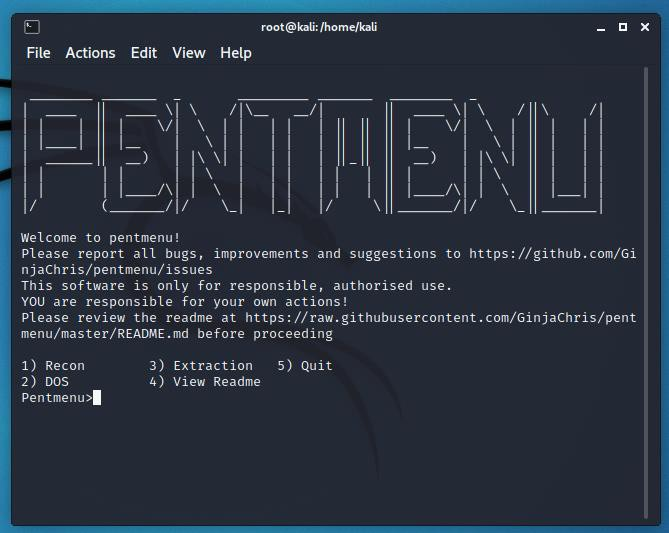 root@kali:/home/kali
File Actions Edit View Help
PENTMENU
Welcome to pentmenu!
Please report all bugs, improvements and suggestions to https://github.com/Gi
njaChris/pentmenu/issues
This software is only for responsible, authorised use.
YOU are responsible for your own actions!
Please review the readme at https://raw.githubusercontent.com/GinjaChris/pent
menu/master/README.md before proceeding
1) Recon 3) Extraction 5) Quit
2) DOS 4) View Readme
Pentmenu>